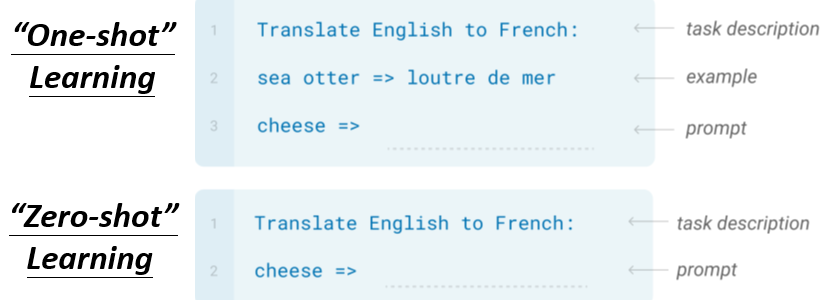 “One-shot”
Learning
1 Translate English to French: task description
2 sea otter => loutre de mer example
3 cheese => prompt
“Zero-shot”
Learning
1 Translate English to French: task description
2 cheese => prompt